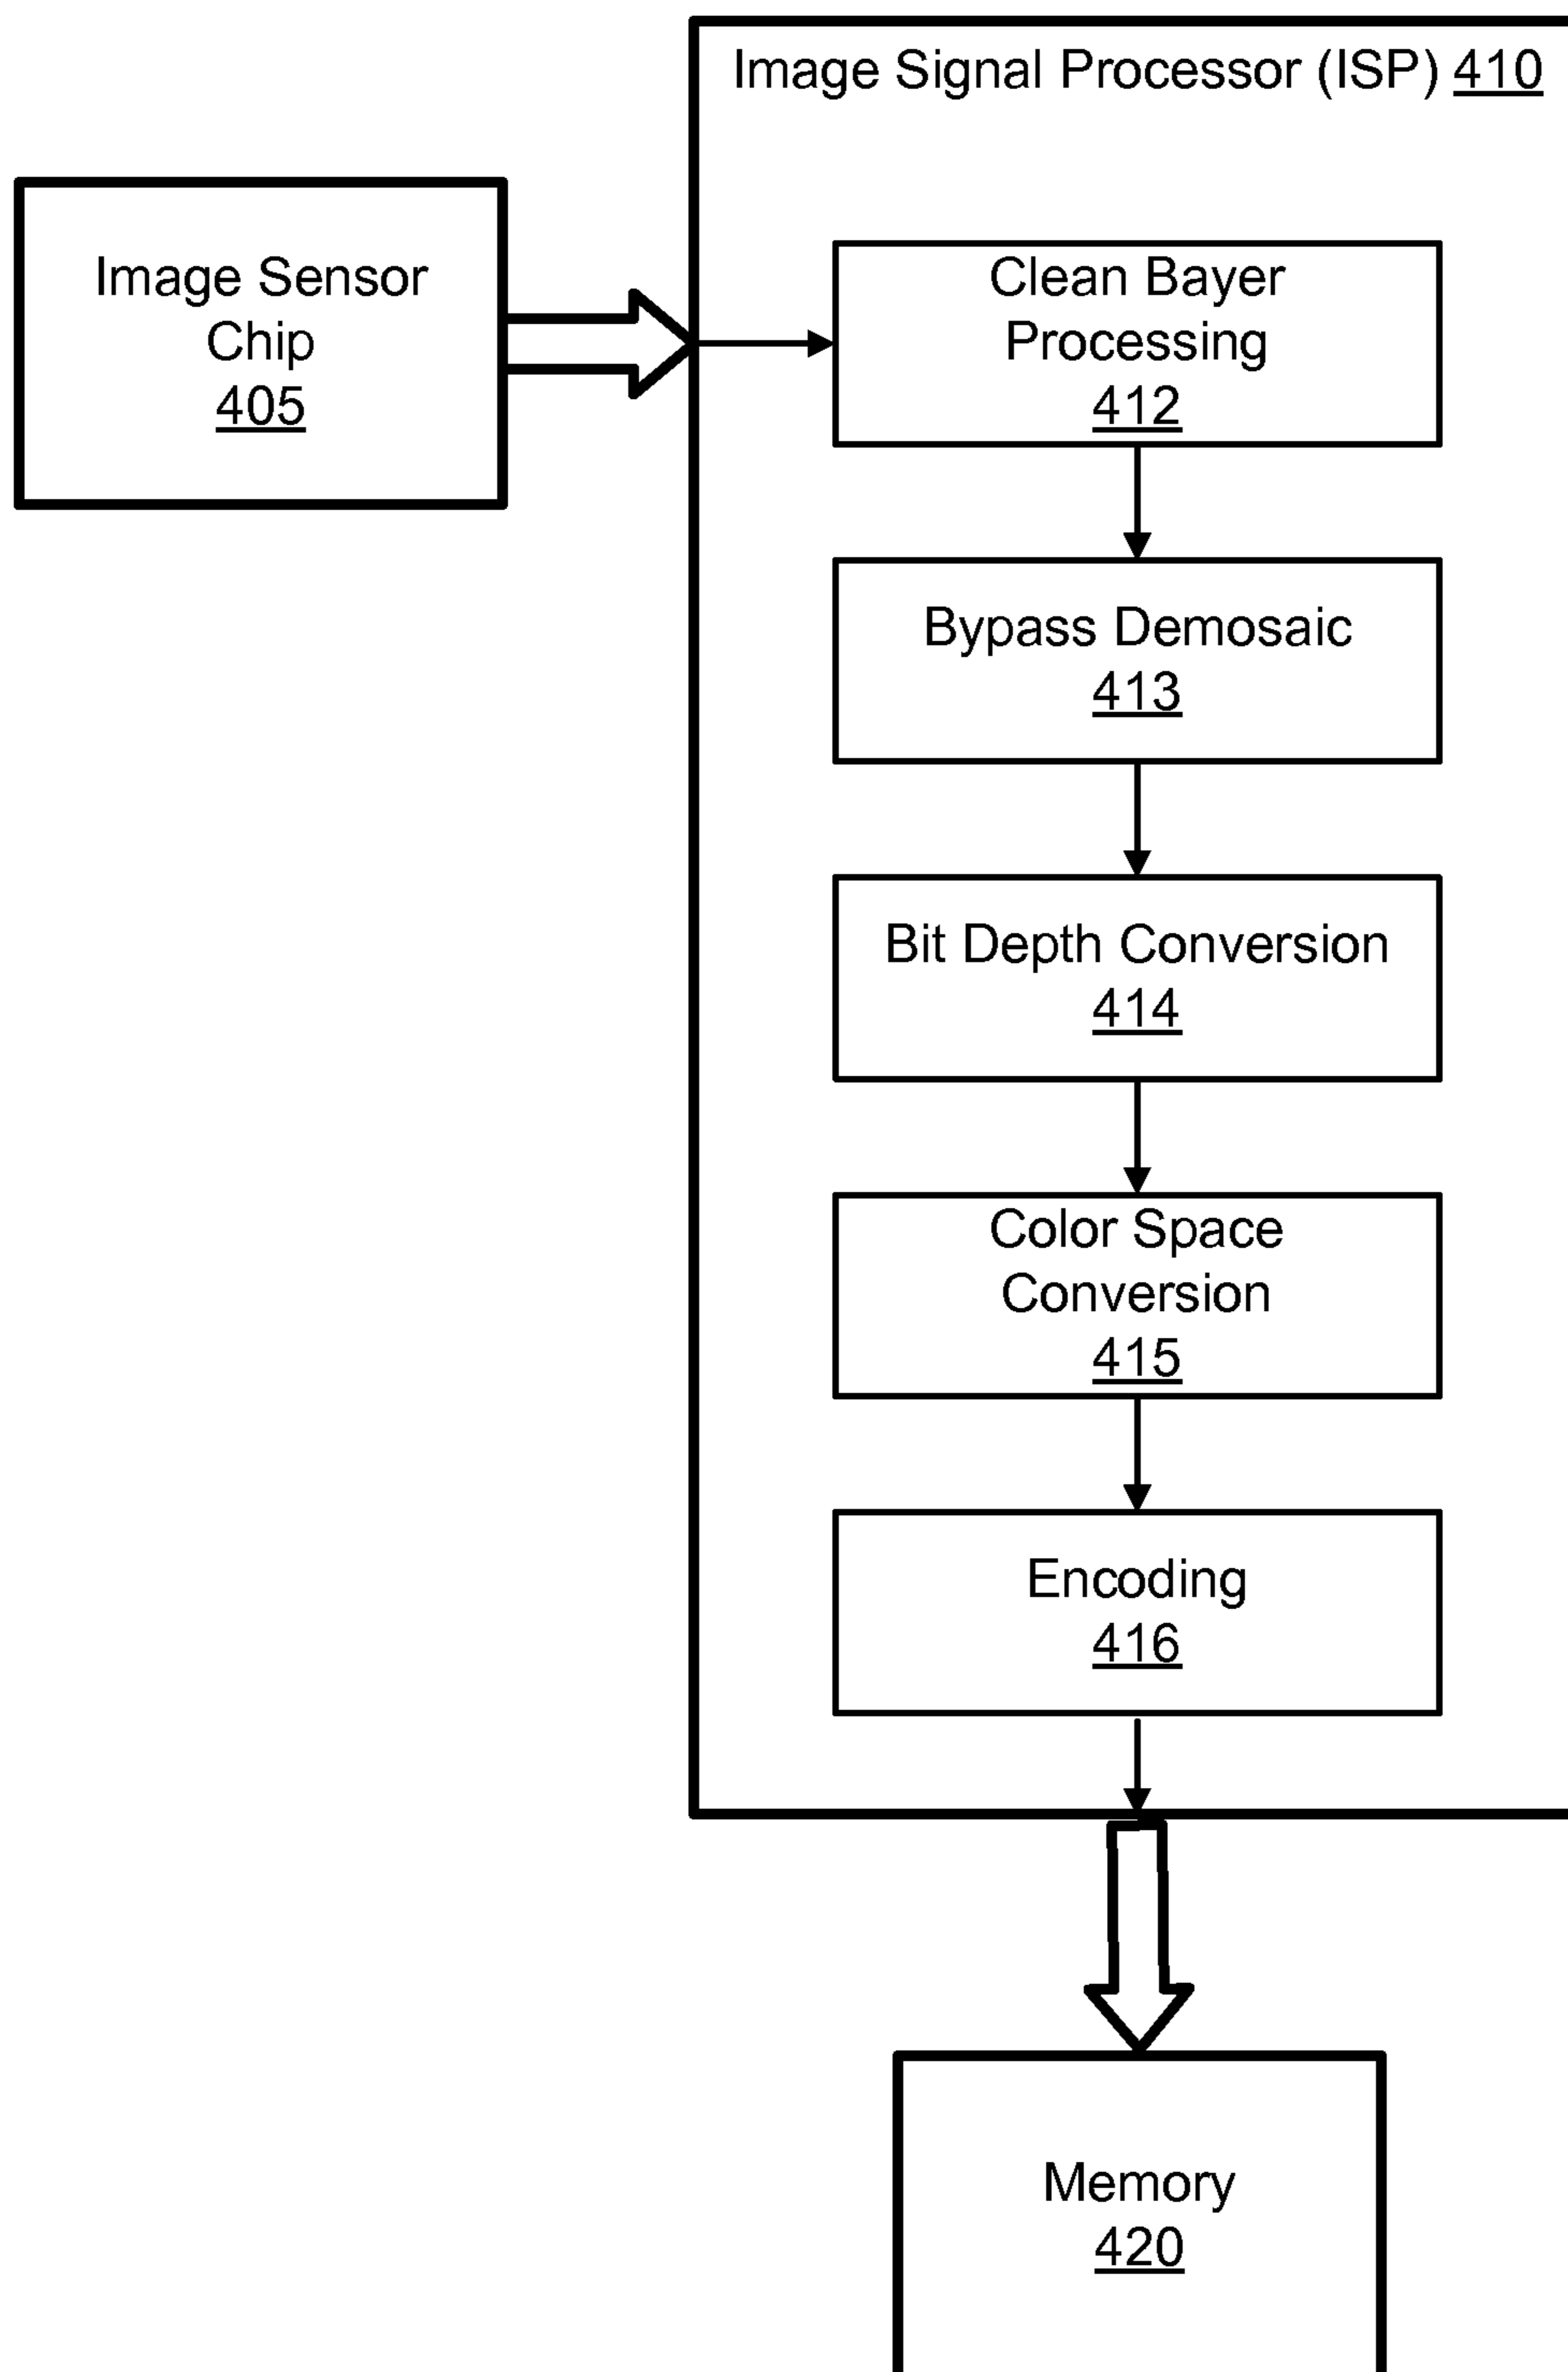 Image Signal Processor (ISP) 410
Image Sensor
Chip
405
Clean Bayer
Processing
412
Bypass Demosaic
413
Bit Depth Conversion
414
Color Space
Conversion
415
Encoding
416
Memory
420